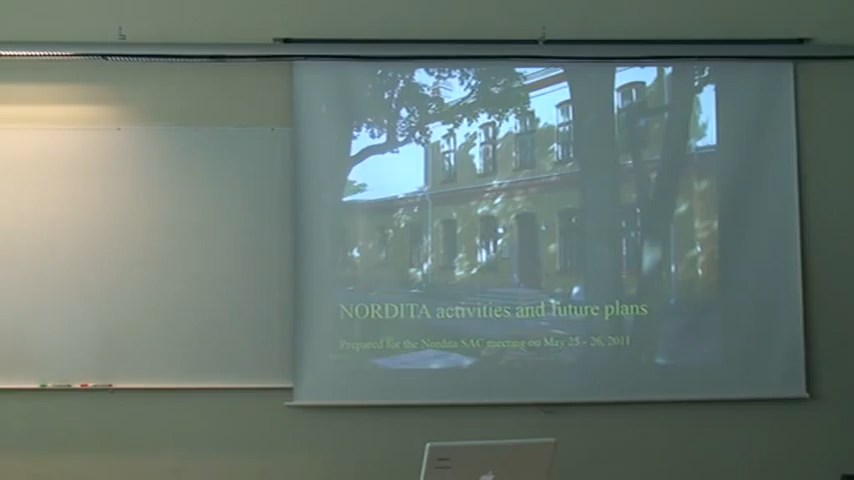 NORDITA activities and future plans
Prepared for the Nordita SAC meeting on May 25 - 26, 2011